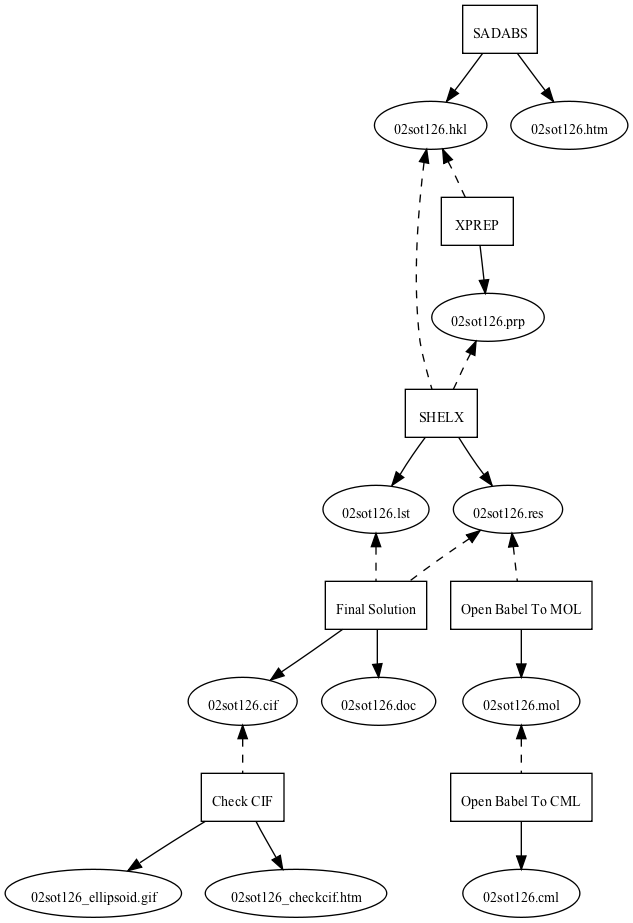 SADABS
02sot126.hkl
02sot126.htm
XPREP
02sot126.prp
SHELX
02sot126.lst
02sot126.res
Final Solution
Open Babel To MOL
02sot126.cif
02sot126.doc
02sot126.mol
Check CIF
Open Babel To CML
02sot126_ellipsoid.gif
02sot126_checkcif.htm
02sot126.cml